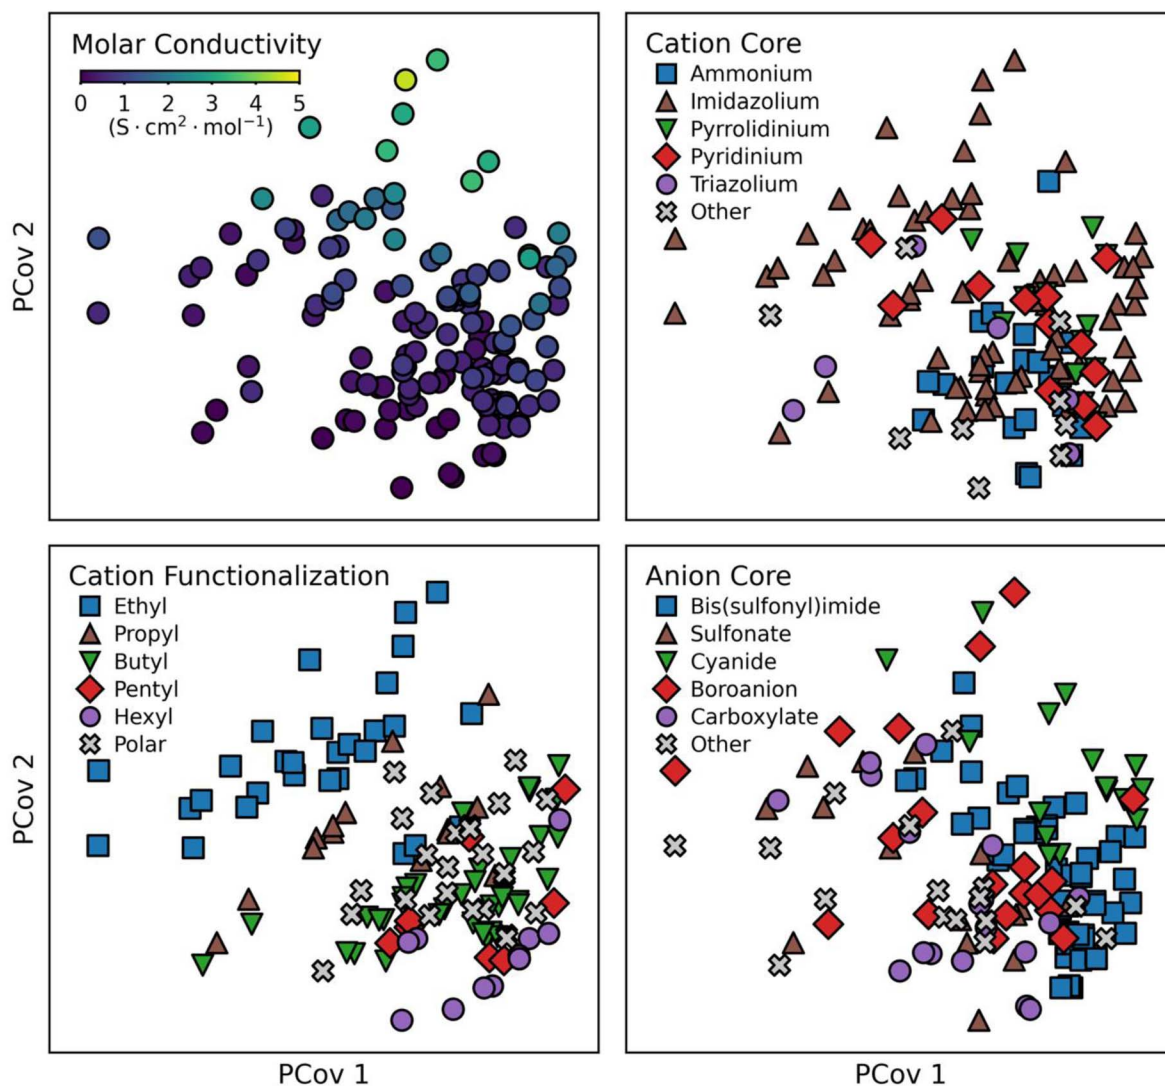 Molar Conductivity
0 1 2 3 4 5
(S · cm² · mol⁻¹)
PCov 2
Cation Core
Ammonium
Imidazolium
Pyrrolidinium
Pyridinium
Triazolium
Other
Cation Functionalization
Ethyl
Propyl
Butyl
Pentyl
Hexyl
Polar
PCov 2
PCov 1
Anion Core
Bis(sulfonyl)imide
Sulfonate
Cyanide
Boroanion
Carboxylate
Other
PCov 1